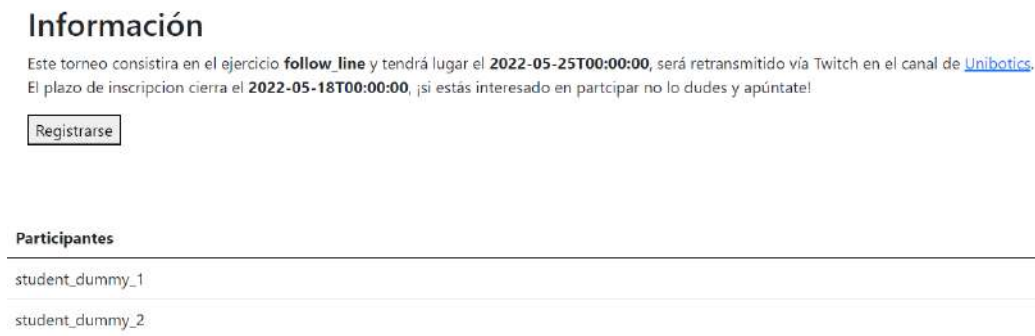 Información
Este torneo consistira en el ejercicio follow_line y tendrá lugar el 2022-05-25T00:00:00, será retransmitido vía Twitch en el canal de Unibotics.
El plazo de inscripcion cierra el 2022-05-18T00:00:00, ¡si estás interesado en partcipar no lo dudes y apúntate!
Registrarse
Participantes
student_dummy_1
student_dummy_2